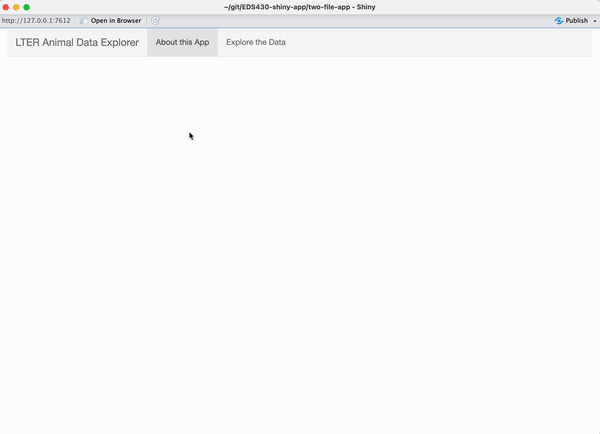 ~/git/EDS430-shiny-app/two-file-app - Shiny
http://127.0.0.1:7612 Open in Browser Publish
LTER Animal Data Explorer About this App Explore the Data